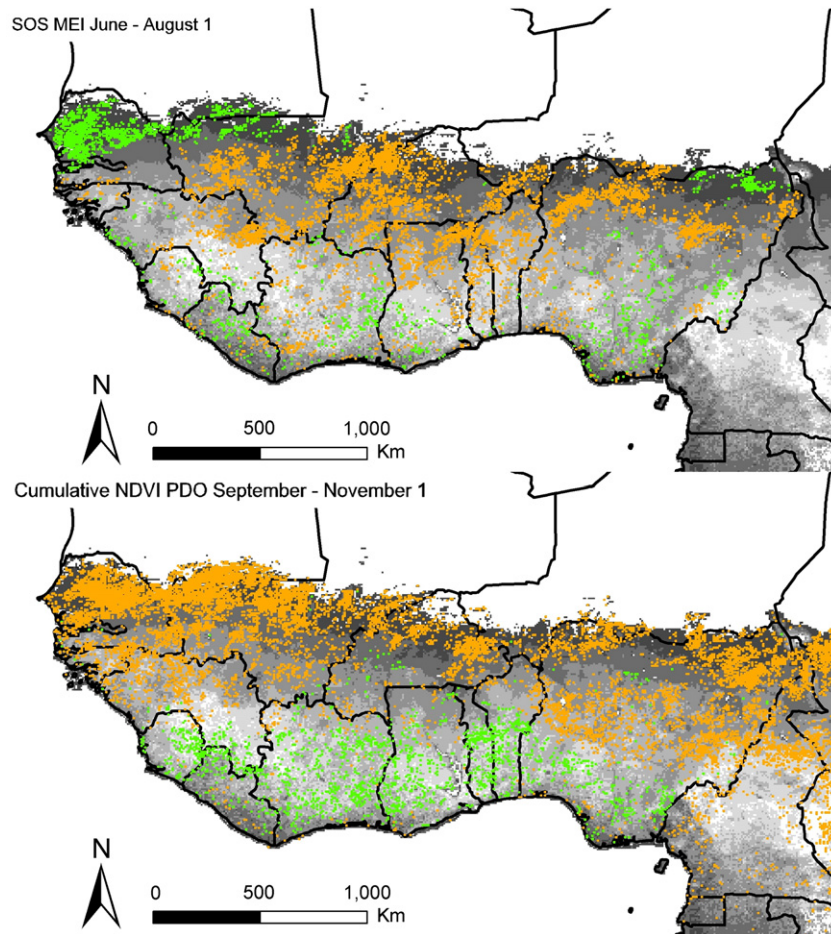 SOS MEI June - August 1
N
0 500 1,000
Km
Cumulative NDVI PDO September - November 1
N
0 500 1,000
Km